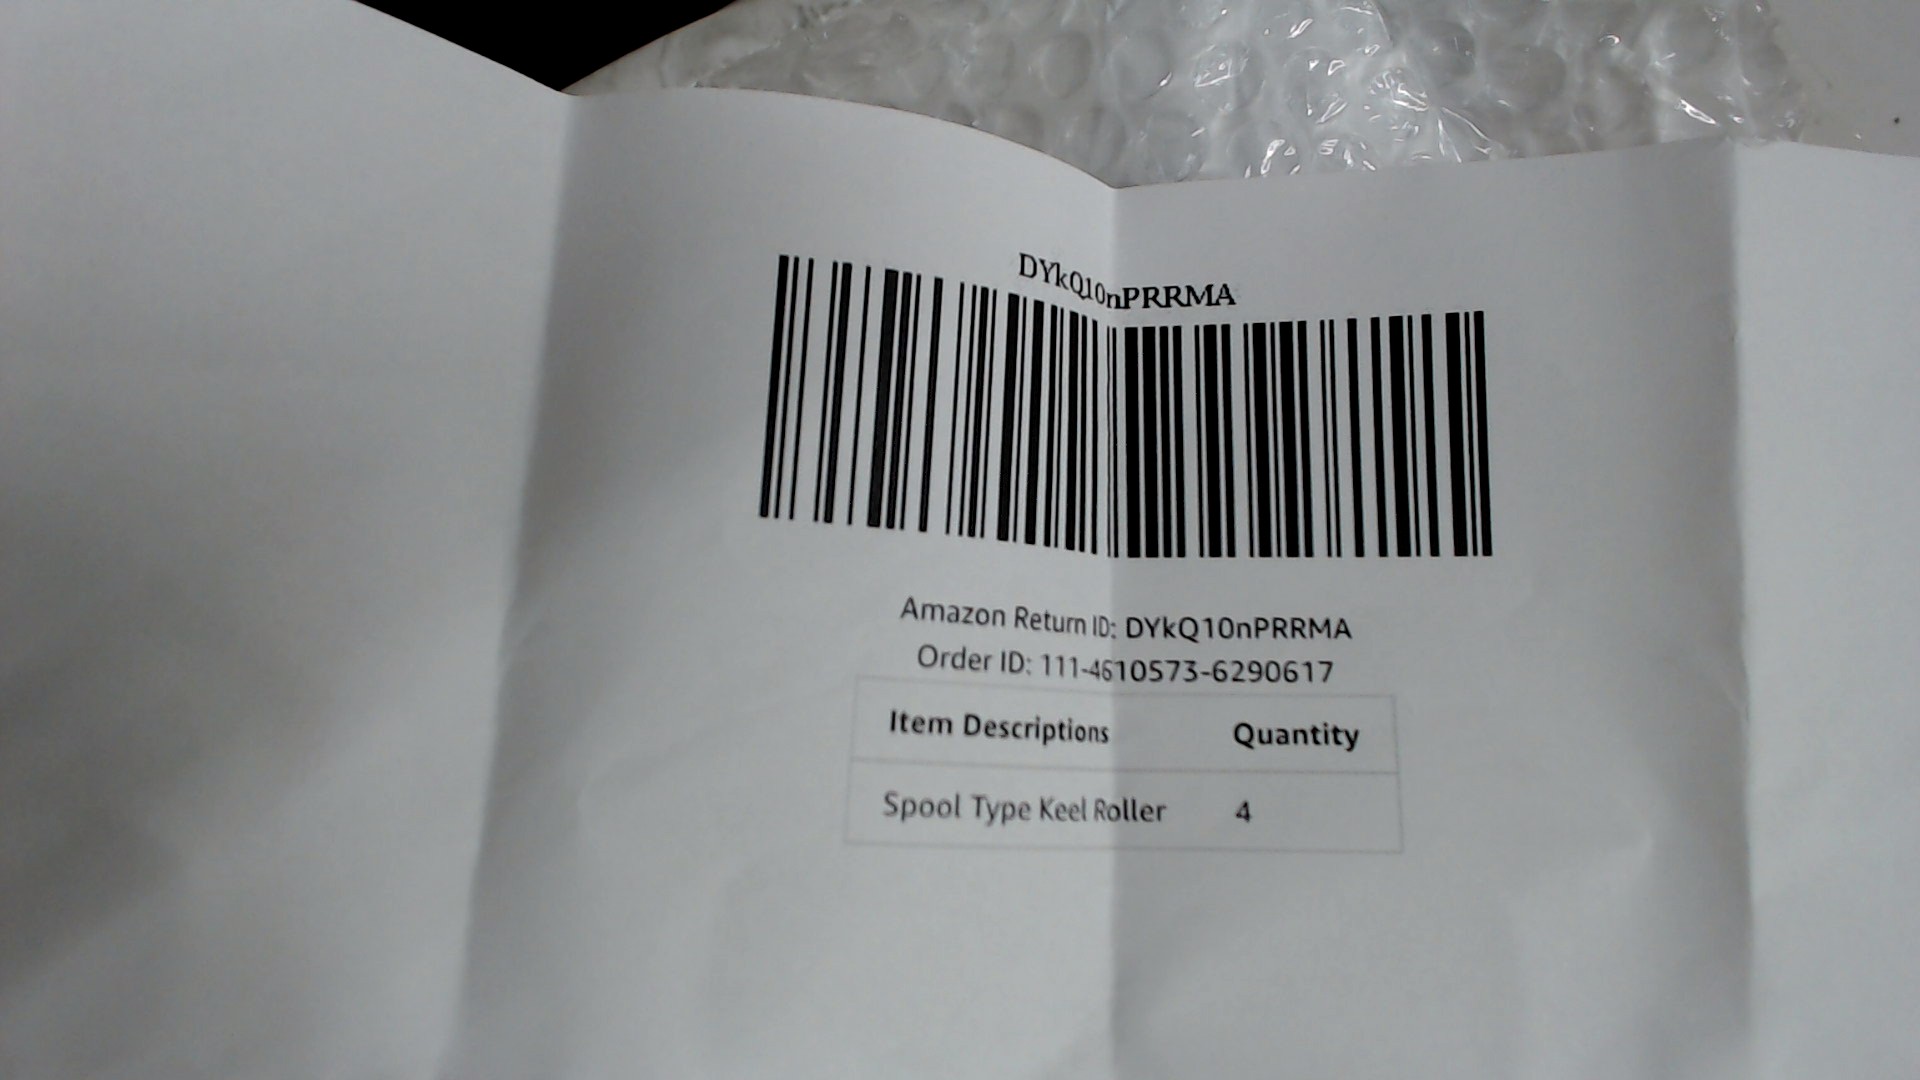 DYkQ10nPRRMA
Amazon Return ID: DYkQ10nPRRMA
Order ID: 111-4610573-6290617
Item Descriptions Quantity
Spool Type Keel Roller 4